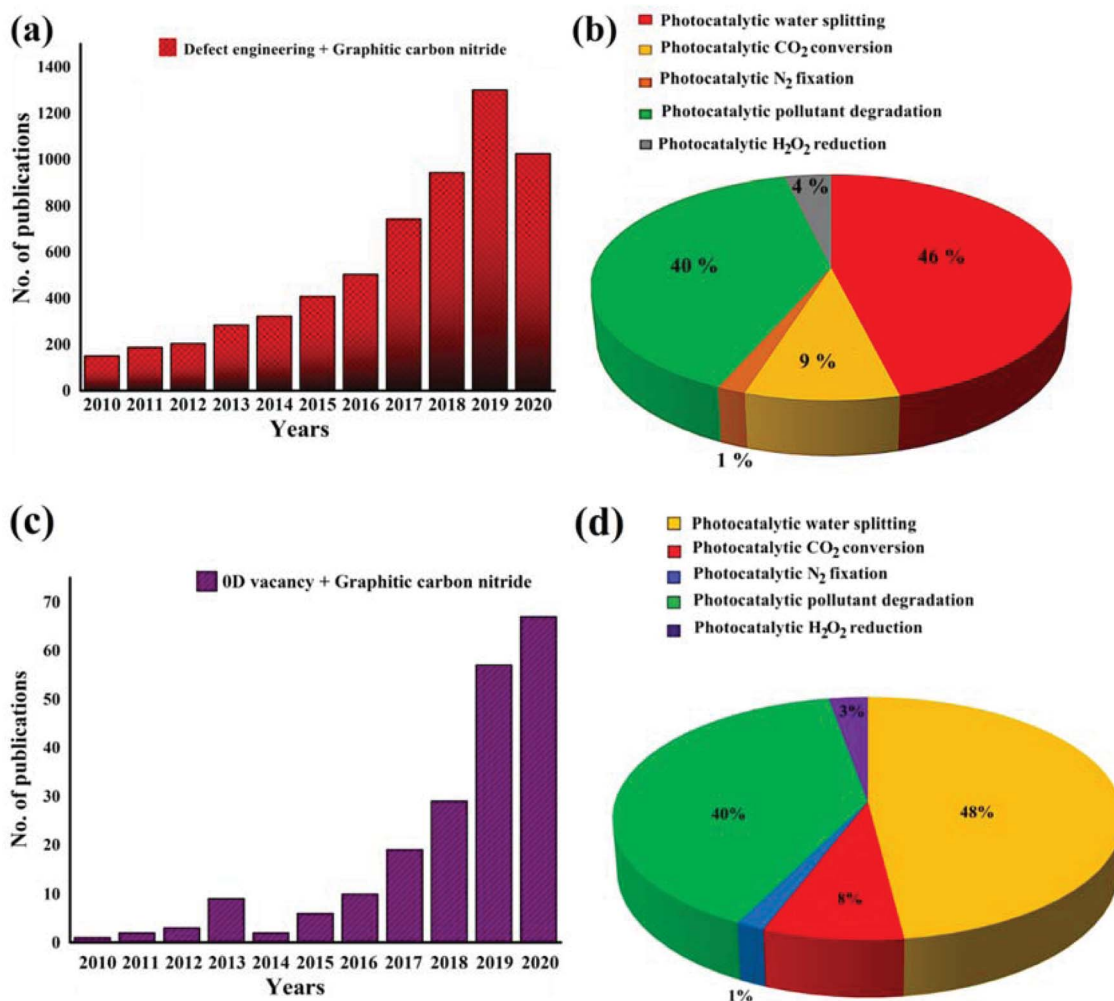 (a)
Defect engineering + Graphitic carbon nitride
No. of publications
1400
1200
1000
800
600
400
200
0
2010 2011 2012 2013 2014 2015 2016 2017 2018 2019 2020
Years
(b)
Photocatalytic water splitting
Photocatalytic CO₂ conversion
Photocatalytic N₂ fixation
Photocatalytic pollutant degradation
Photocatalytic H₂O₂ reduction
4 %
46 %
40 %
9 %
1 %
(c)
0D vacancy + Graphitic carbon nitride
No. of publications
70
60
50
40
30
20
10
0
2010 2011 2012 2013 2014 2015 2016 2017 2018 2019 2020
Years
(d)
Photocatalytic water splitting
Photocatalytic CO₂ conversion
Photocatalytic N₂ fixation
Photocatalytic pollutant degradation
Photocatalytic H₂O₂ reduction
3%
40%
48%
8%
1%